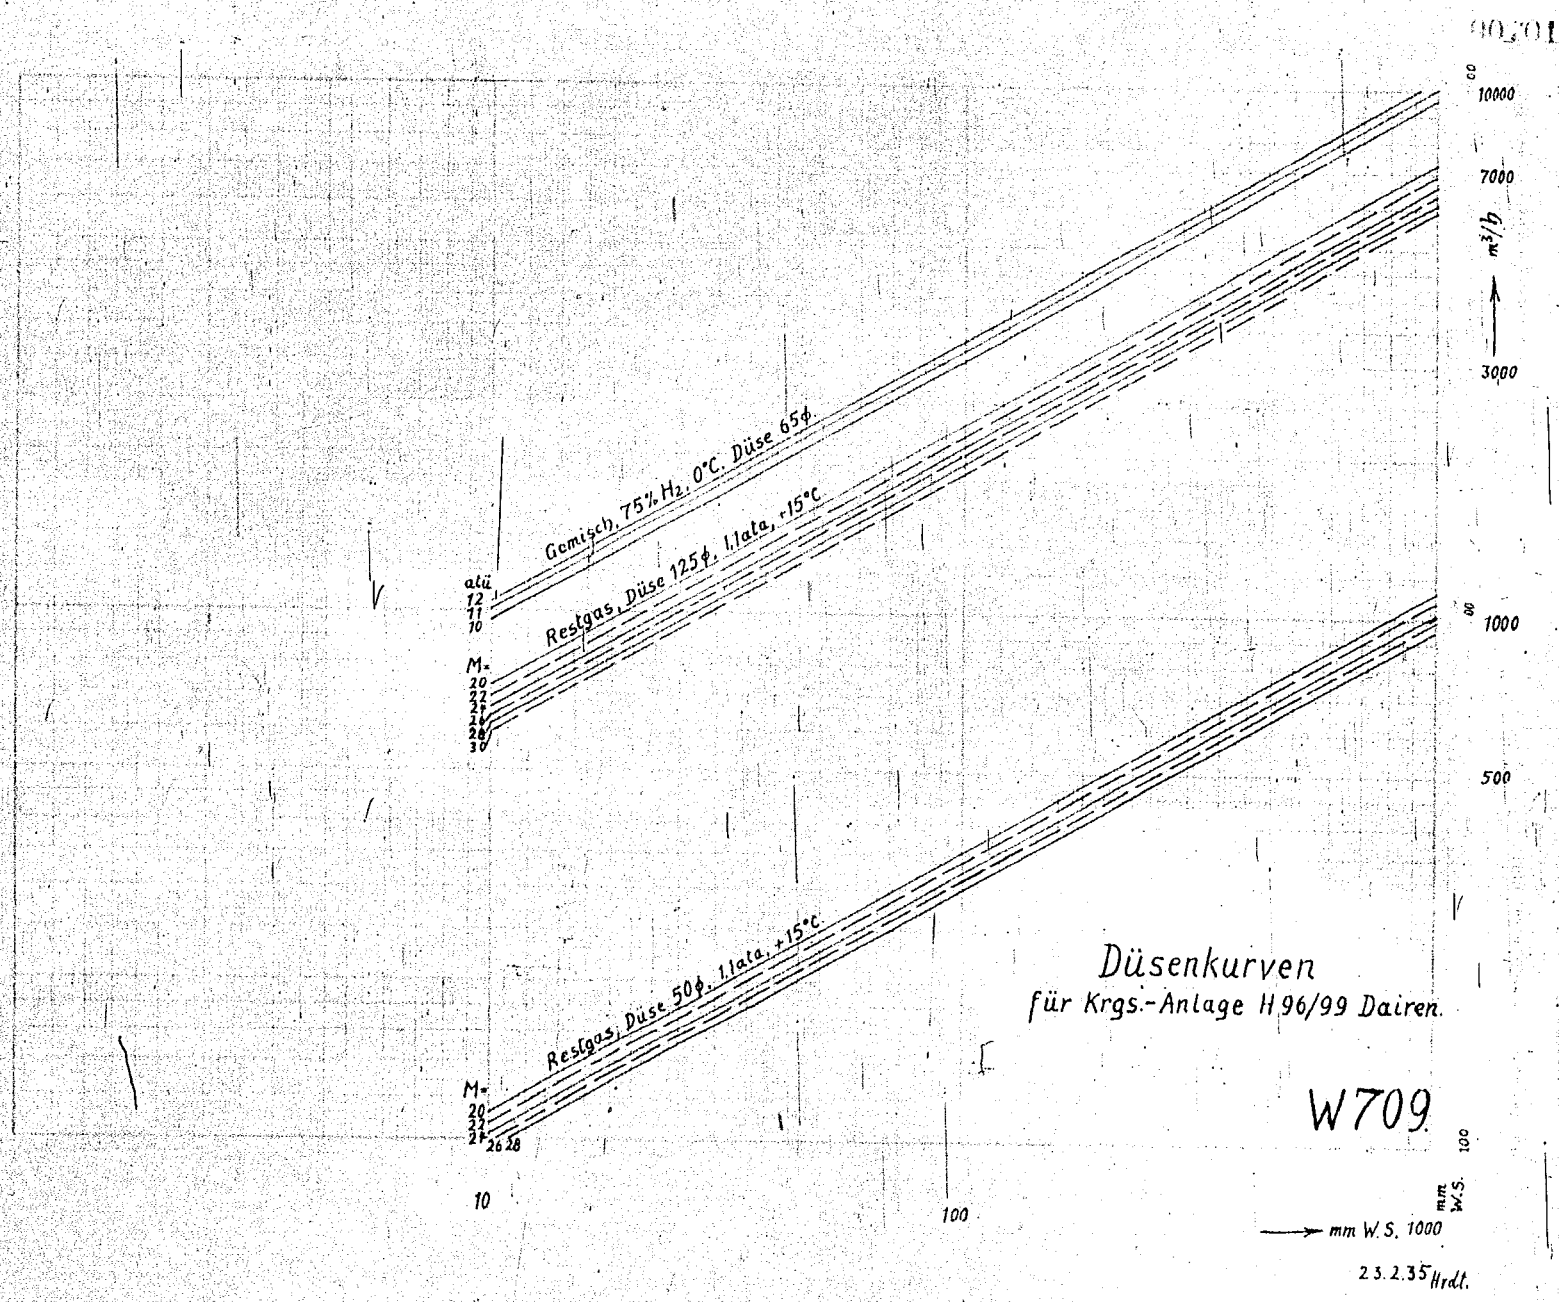 10000
7000
m³/h
3000
Gemisch, 75% H₂, 0°C. Düse 65ϕ.
Restgas, Düse 125ϕ. 1,1ata, +15°C
atü
12
11
10
M=
20
22
24
26
28
30
1000
500
Restgas, Düse 50ϕ. 1,1ata, +15°C.
Düsenkurven
für Krgs.-Anlage H 96/99 Dairen.
M=
20
22
24
26 28
W 709.
100
mm
W.S.
10
100
mm W. S. 1000
23.2.35 Hrdt.